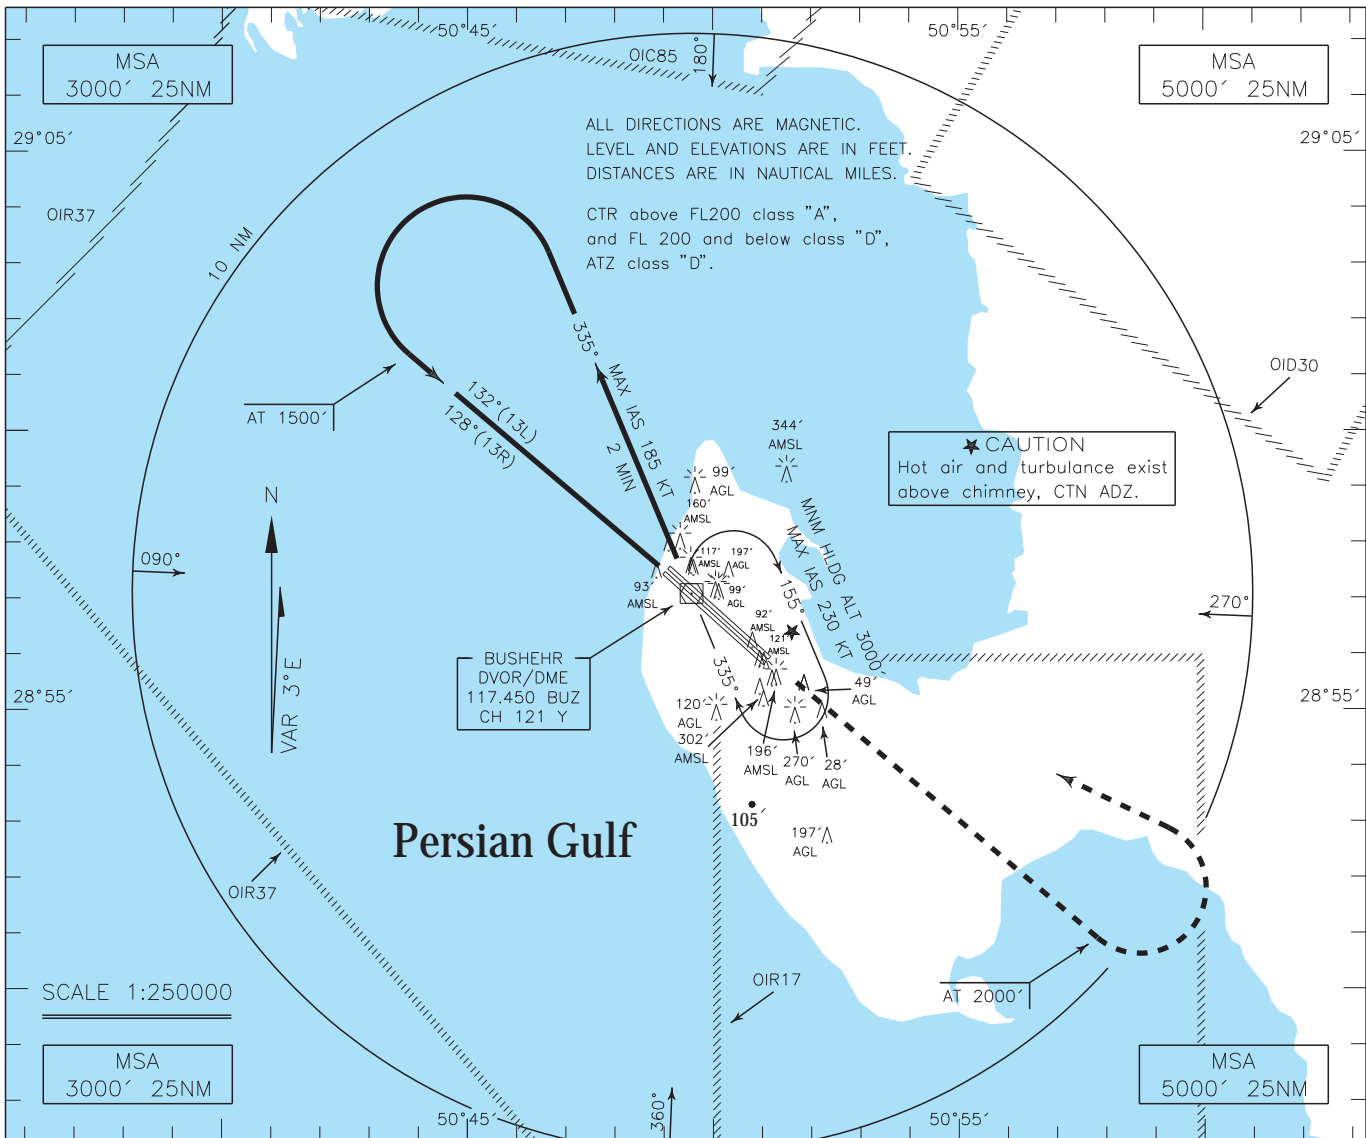 50°45′
50°55′
MSA
3000′ 25NM
OIC85
180°
MSA
5000′ 25NM
29°05′
29°05′
ALL DIRECTIONS ARE MAGNETIC.
LEVEL AND ELEVATIONS ARE IN FEET.
DISTANCES ARE IN NAUTICAL MILES.
CTR above FL200 class "A",
and FL 200 and below class "D",
ATZ class "D".
OIR37
10 NM
335°
MAX IAS 185 KT
2 MIN
OID30
AT 1500′
132°(13L)
128°(13R)
344′
AMSL
CAUTION
Hot air and turbulance exist
above chimney, CTN ADZ.
99′
AGL
N
160′
AMSL
MNM HLDG ALT 3000′
MAX IAS 230 KT
090°
117′
AMSL
197′
AGL
93′
AMSL
99′
AGL
155°
270°
92′
AMSL
121′
AMSL
BUSHEHR
DVOR/DME
117.450 BUZ
CH 121 Y
335°
VAR 3°E
49′
AGL
28°55′
28°55′
120′
AGL
302′
AMSL
196′
AMSL
270′
AGL
28′
AGL
105′
197′
AGL
Persian Gulf
OIR37
OIR17
SCALE 1:250000
AT 2000′
MSA
3000′ 25NM
MSA
5000′ 25NM
360°
50°45′
50°55′